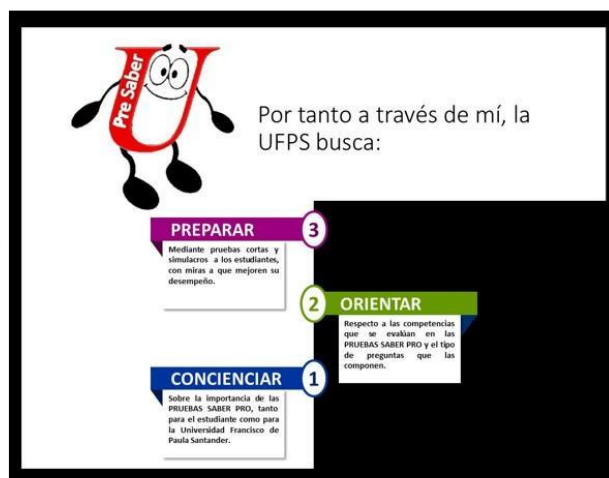 Pre Saber
Por tanto a través de mí, la
UFPS busca:
PREPARAR 3
Mediante pruebas cortas y
simulacros a los estudiantes,
con miras a que mejoren su
desempeño.
2 ORIENTAR
Respecto a las competencias
que se evalúan en las
PRUEBAS SABER PRO y el tipo
de preguntas que las
componen.
CONCIENCIAR 1
Sobre la importancia de las
PRUEBAS SABER PRO, tanto
para el estudiante como para
la Universidad Francisco de
Paula Santander.